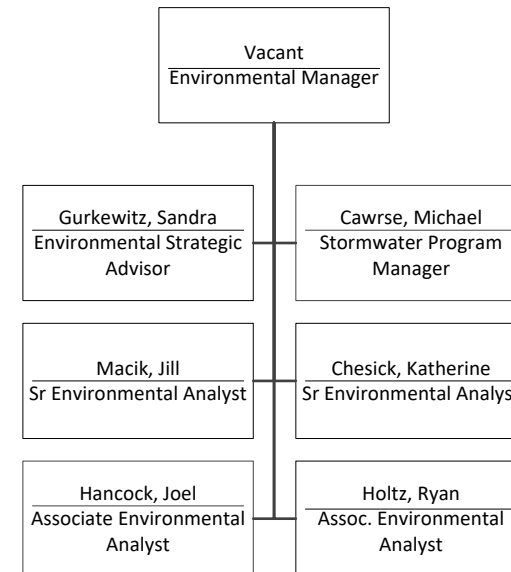 Vacant
Environmental Manager
Gurkewitz, Sandra
Environmental Strategic
Advisor
Cawrse, Michael
Stormwater Program
Manager
Macik, Jill
Sr Environmental Analyst
Chesick, Katherine
Sr Environmental Analyst
Hancock, Joel
Associate Environmental
Analyst
Holtz, Ryan
Assoc. Environmental
Analyst